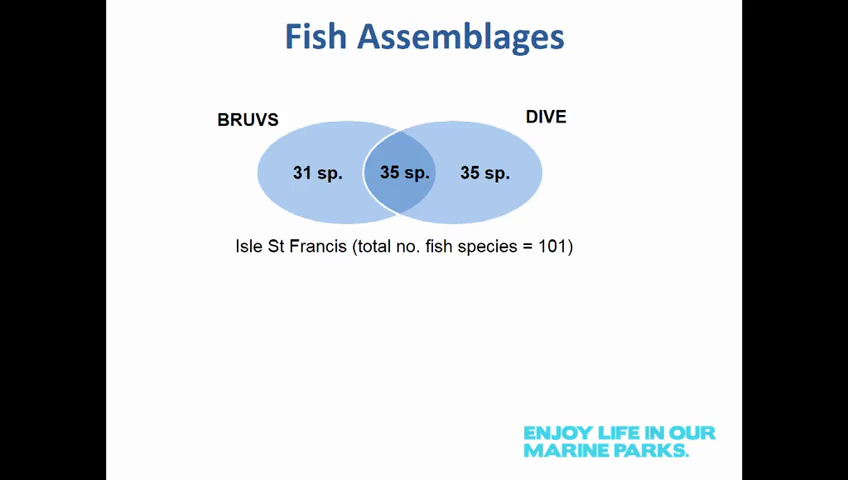 Fish Assemblages
BRUVS
DIVE
31 sp.
35 sp.
35 sp.
Isle St Francis (total no. fish species = 101)
ENJOY LIFE IN OUR
MARINE PARKS.